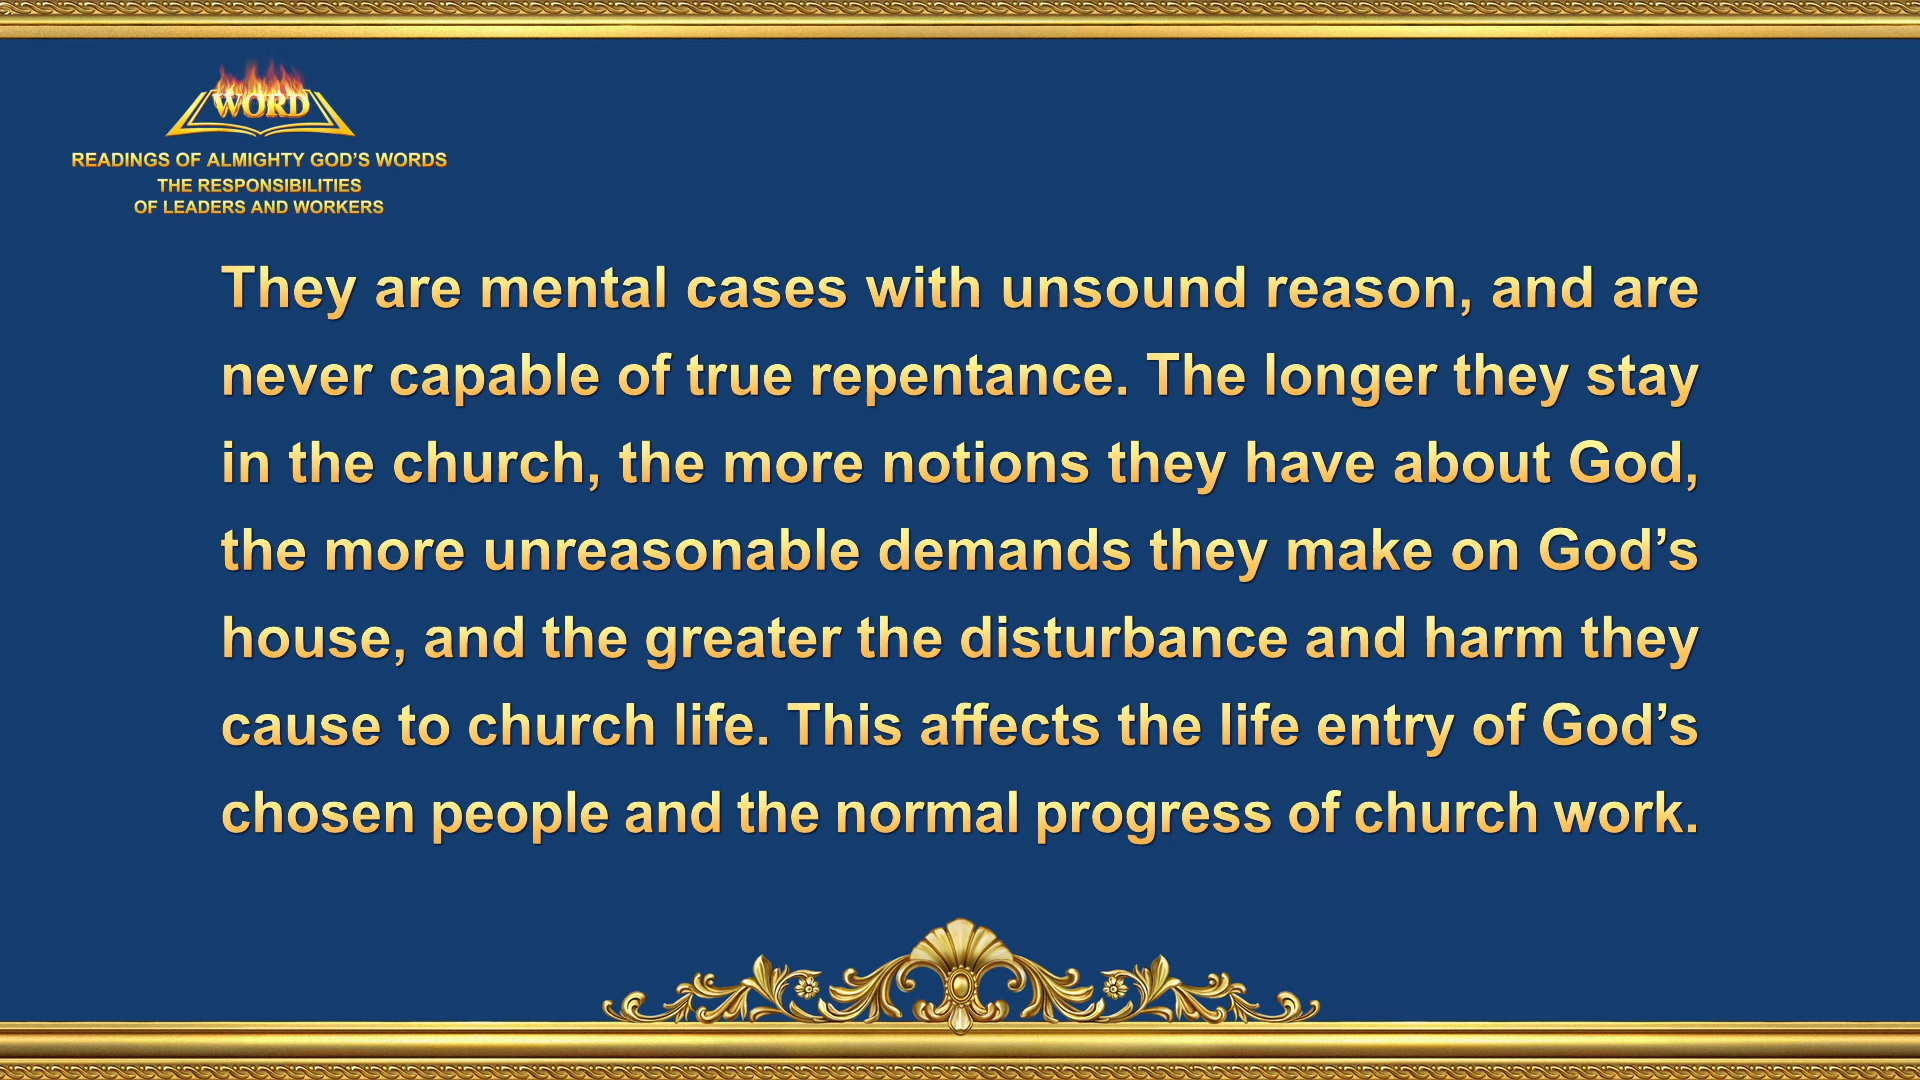 WORD
READINGS OF ALMIGHTY GOD’S WORDS
THE RESPONSIBILITIES
OF LEADERS AND WORKERS
They are mental cases with unsound reason, and are
never capable of true repentance. The longer they stay
in the church, the more notions they have about God,
the more unreasonable demands they make on God’s
house, and the greater the disturbance and harm they
cause to church life. This affects the life entry of God’s
chosen people and the normal progress of church work.